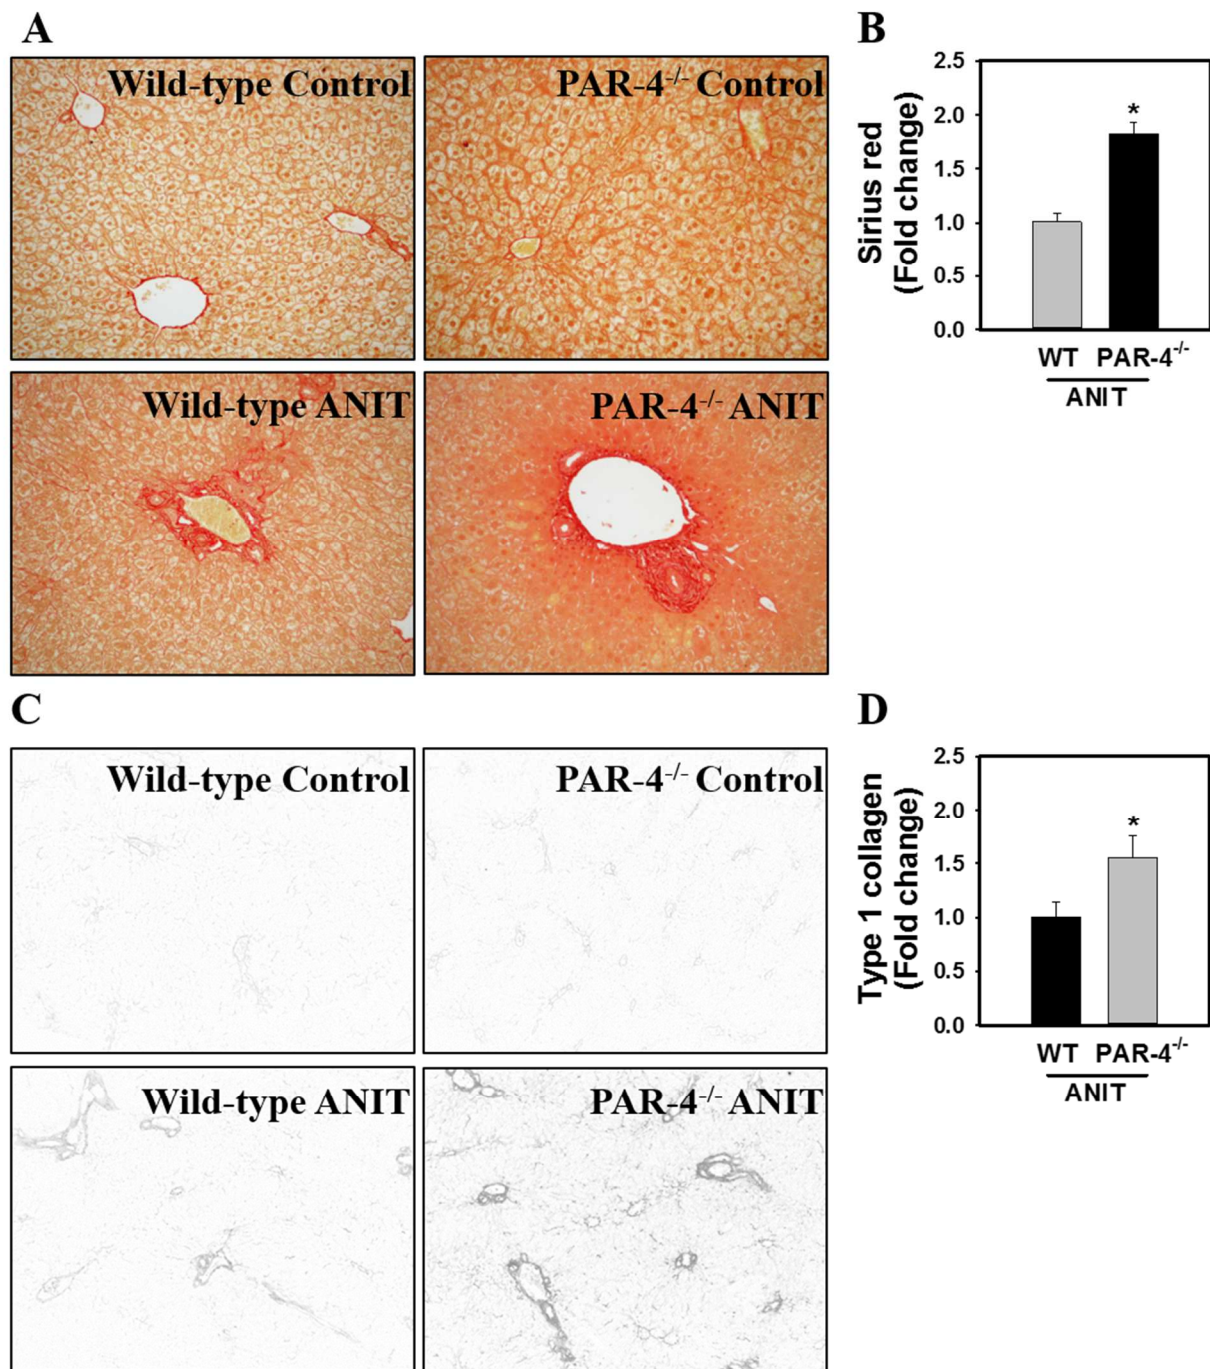 A
Wild-type Control
PAR-4-/- Control
Wild-type ANIT
PAR-4-/- ANIT
B
Sirius red
(Fold change)
2.5
2.0
1.5
1.0
0.5
0.0
*
WT PAR-4-/-
ANIT
C
Wild-type Control
PAR-4-/- Control
Wild-type ANIT
PAR-4-/- ANIT
D
Type 1 collagen
(Fold change)
2.5
2.0
1.5
1.0
0.5
0.0
*
WT PAR-4-/-
ANIT